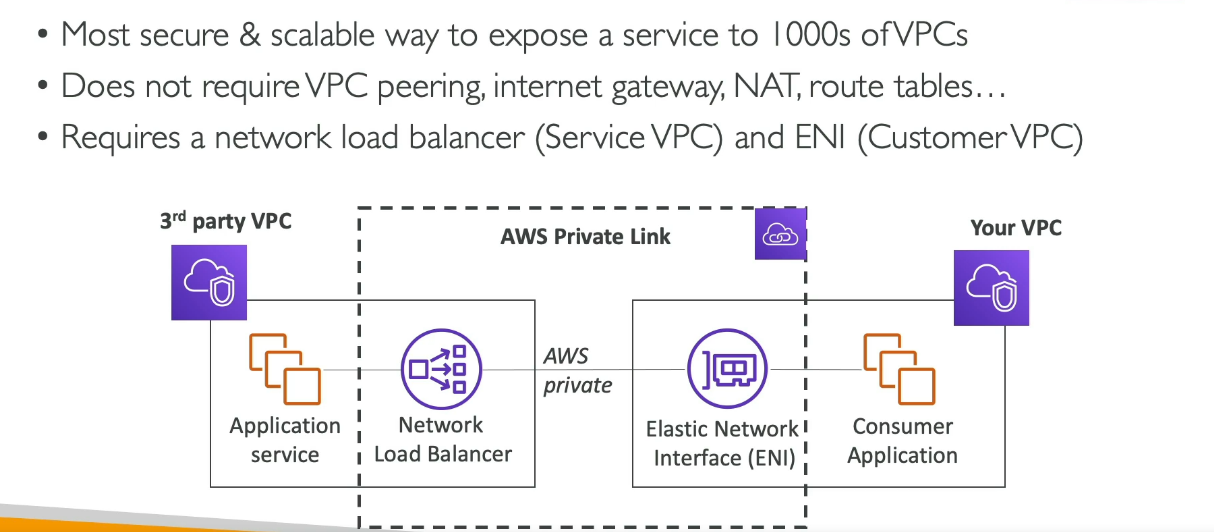 • Most secure & scalable way to expose a service to 1000s of VPCs
• Does not require VPC peering, internet gateway, NAT, route tables…
• Requires a network load balancer (Service VPC) and ENI (Customer VPC)
3rd party VPC
AWS Private Link
Your VPC
AWS
private
Application
service
Network
Load Balancer
Elastic Network
Interface (ENI)
Consumer
Application